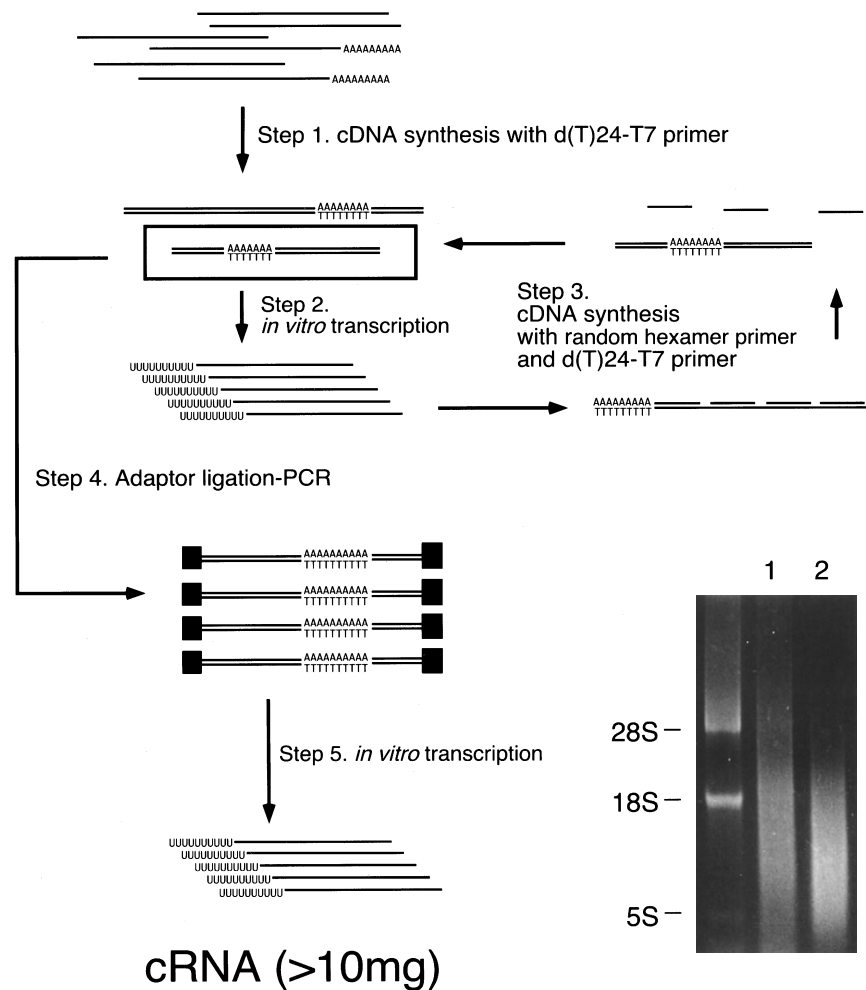 AAAAAAAAA
AAAAAAAAA
Step 1. cDNA synthesis with d(T)24-T7 primer
AAAAAAAA
TTTTTTTT
AAAAAAA
TTTTTTT
AAAAAAAA
TTTTTTTT
Step 2.
in vitro transcription
Step 3.
cDNA synthesis
with random hexamer primer
and d(T)24-T7 primer
UUUUUUUUUU
UUUUUUUUUU
UUUUUUUUUU
UUUUUUUUUU
UUUUUUUUUU
AAAAAAAAA
TTTTTTTTT
Step 4. Adaptor ligation-PCR
AAAAAAAAAA
TTTTTTTTTT
AAAAAAAAAA
TTTTTTTTTT
AAAAAAAAAA
TTTTTTTTTT
AAAAAAAAAA
TTTTTTTTTT
1 2
28S
18S
5S
Step 5. in vitro transcription
UUUUUUUUUU
UUUUUUUUUU
UUUUUUUUUU
UUUUUUUUUU
UUUUUUUUUU
cRNA (>10mg)